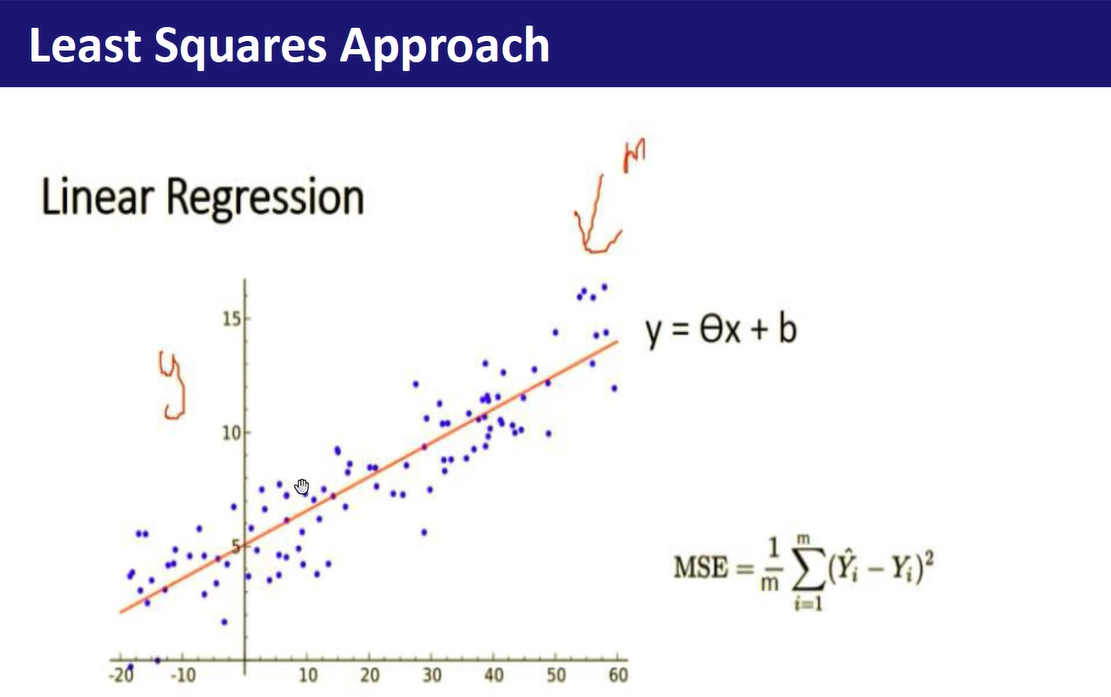 Least Squares Approach
Linear Regression
M
y = Θx + b
y
15
10
5
MSE = 1/m ∑_{i=1}^{m} (Ŷ_i − Y_i)²
-20 -10 10 20 30 40 50 60